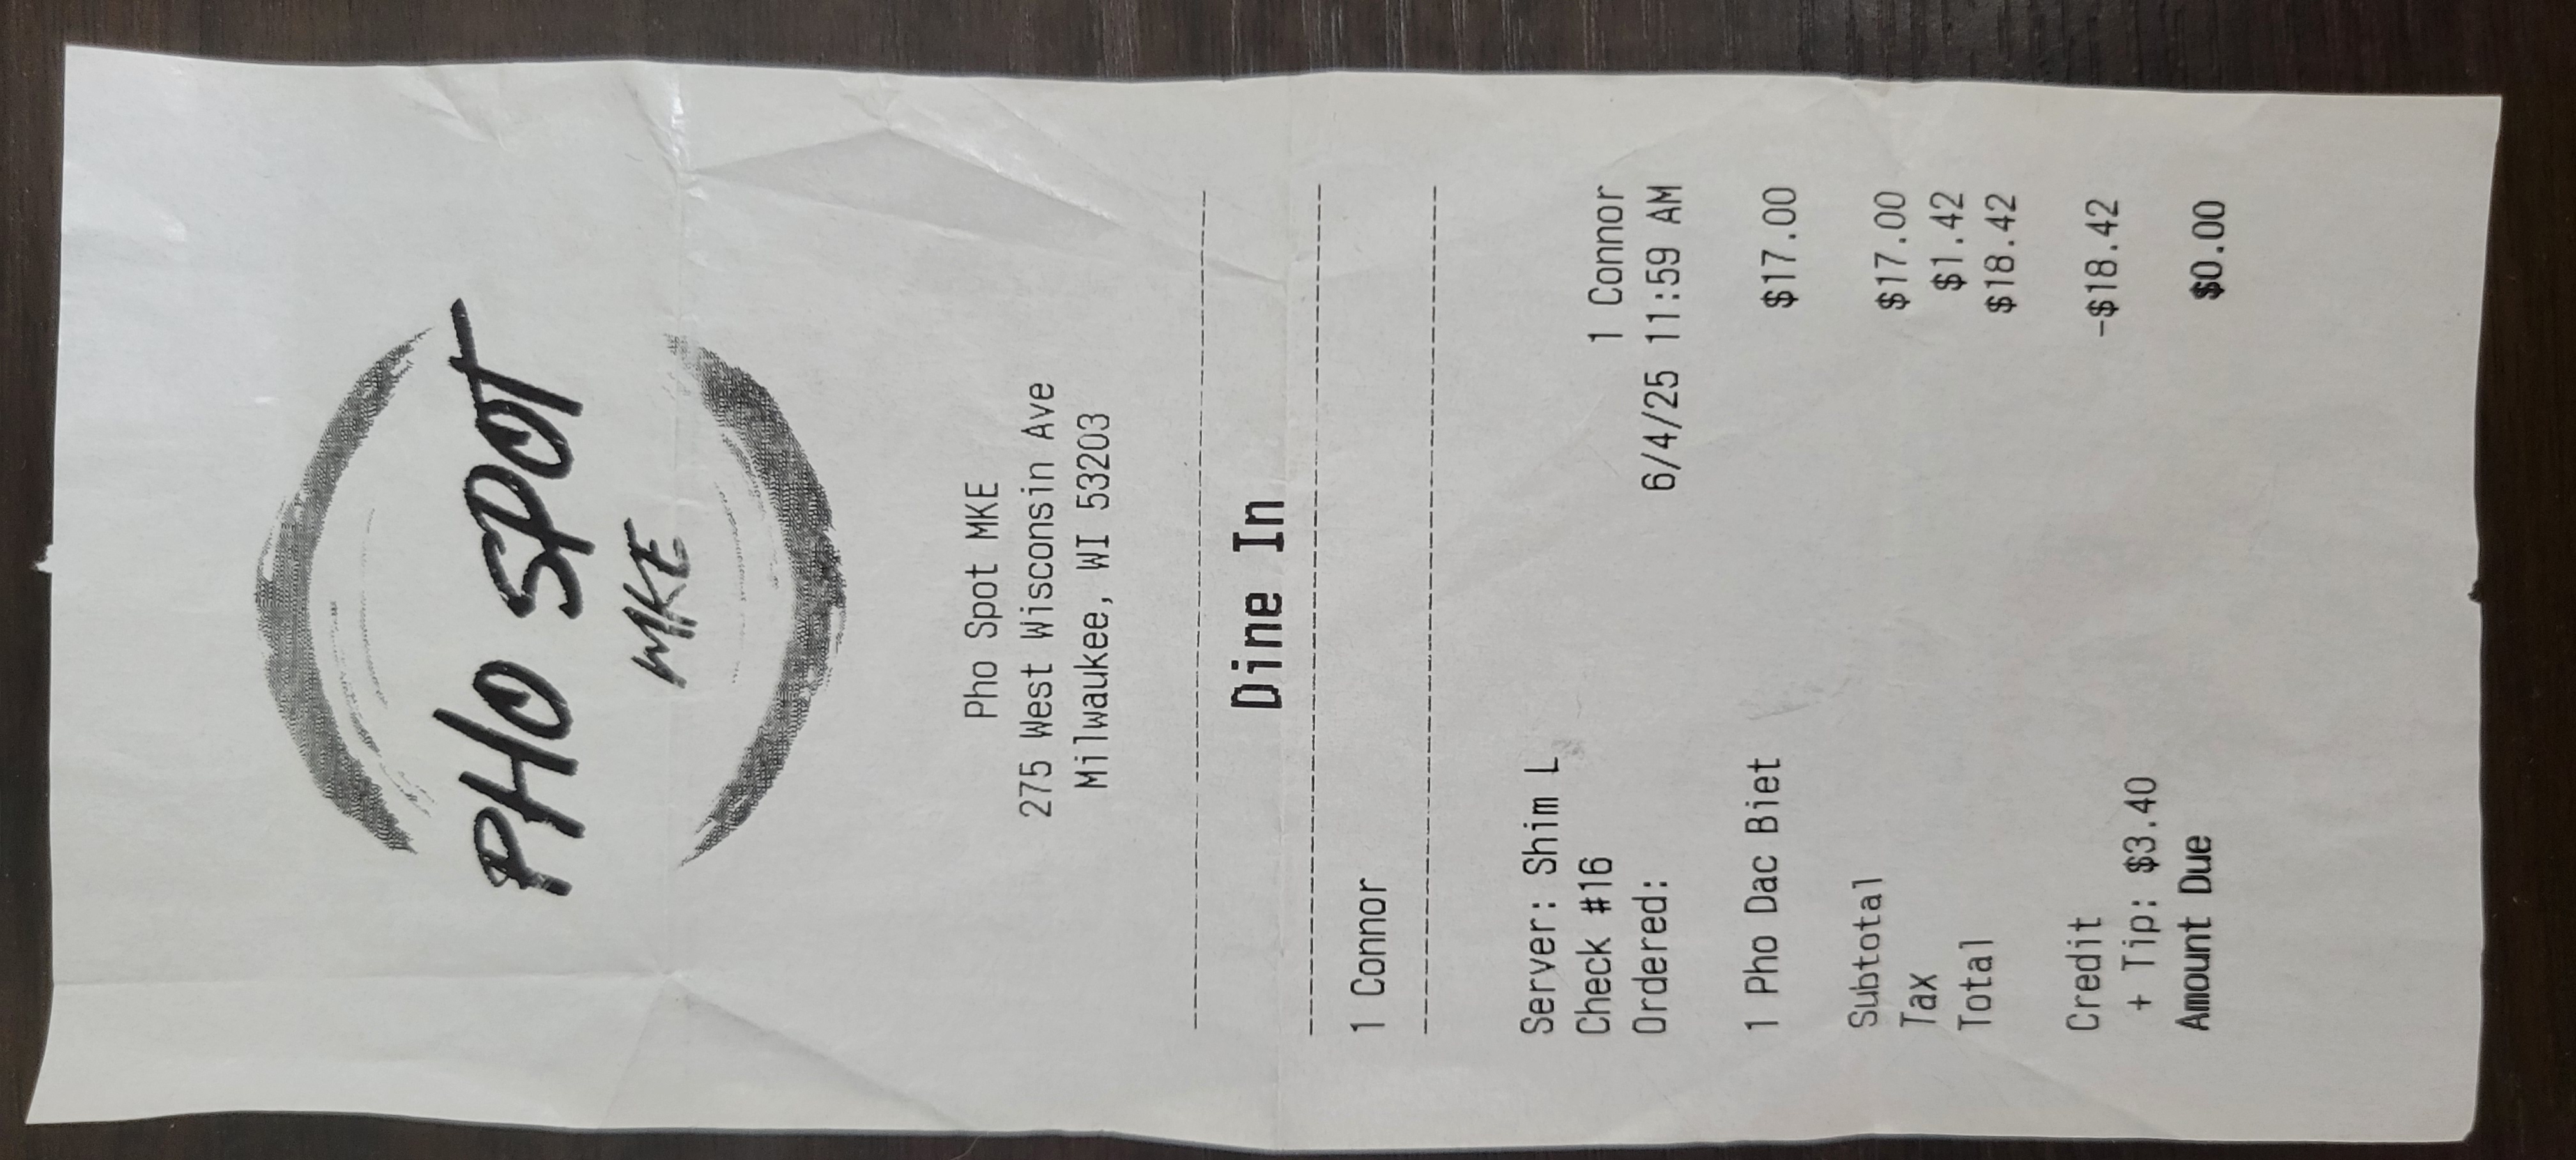 PHO SPOT
MKE
Pho Spot MKE
275 West Wisconsin Ave
Milwaukee, WI 53203
Dine In
1 Connor
Server: Shim L
Check #16 1 Connor
Ordered: 6/4/25 11:59 AM
1 Pho Dac Biet $17.00
Subtotal $17.00
Tax $1.42
Total $18.42
Credit -$18.42
+ Tip: $3.40
Amount Due $0.00